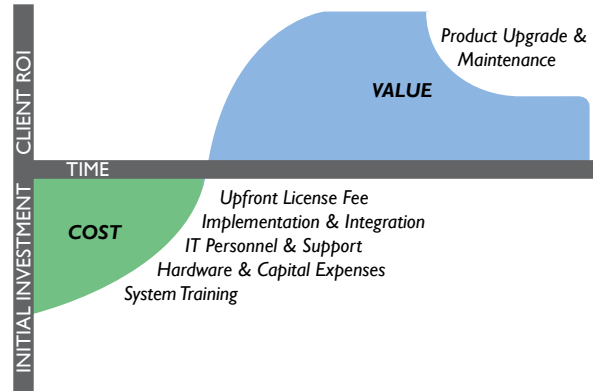 CLIENT ROI
Product Upgrade &
Maintenance
VALUE
TIME
INITIAL INVESTMENT
COST
Upfront License Fee
Implementation & Integration
IT Personnel & Support
Hardware & Capital Expenses
System Training